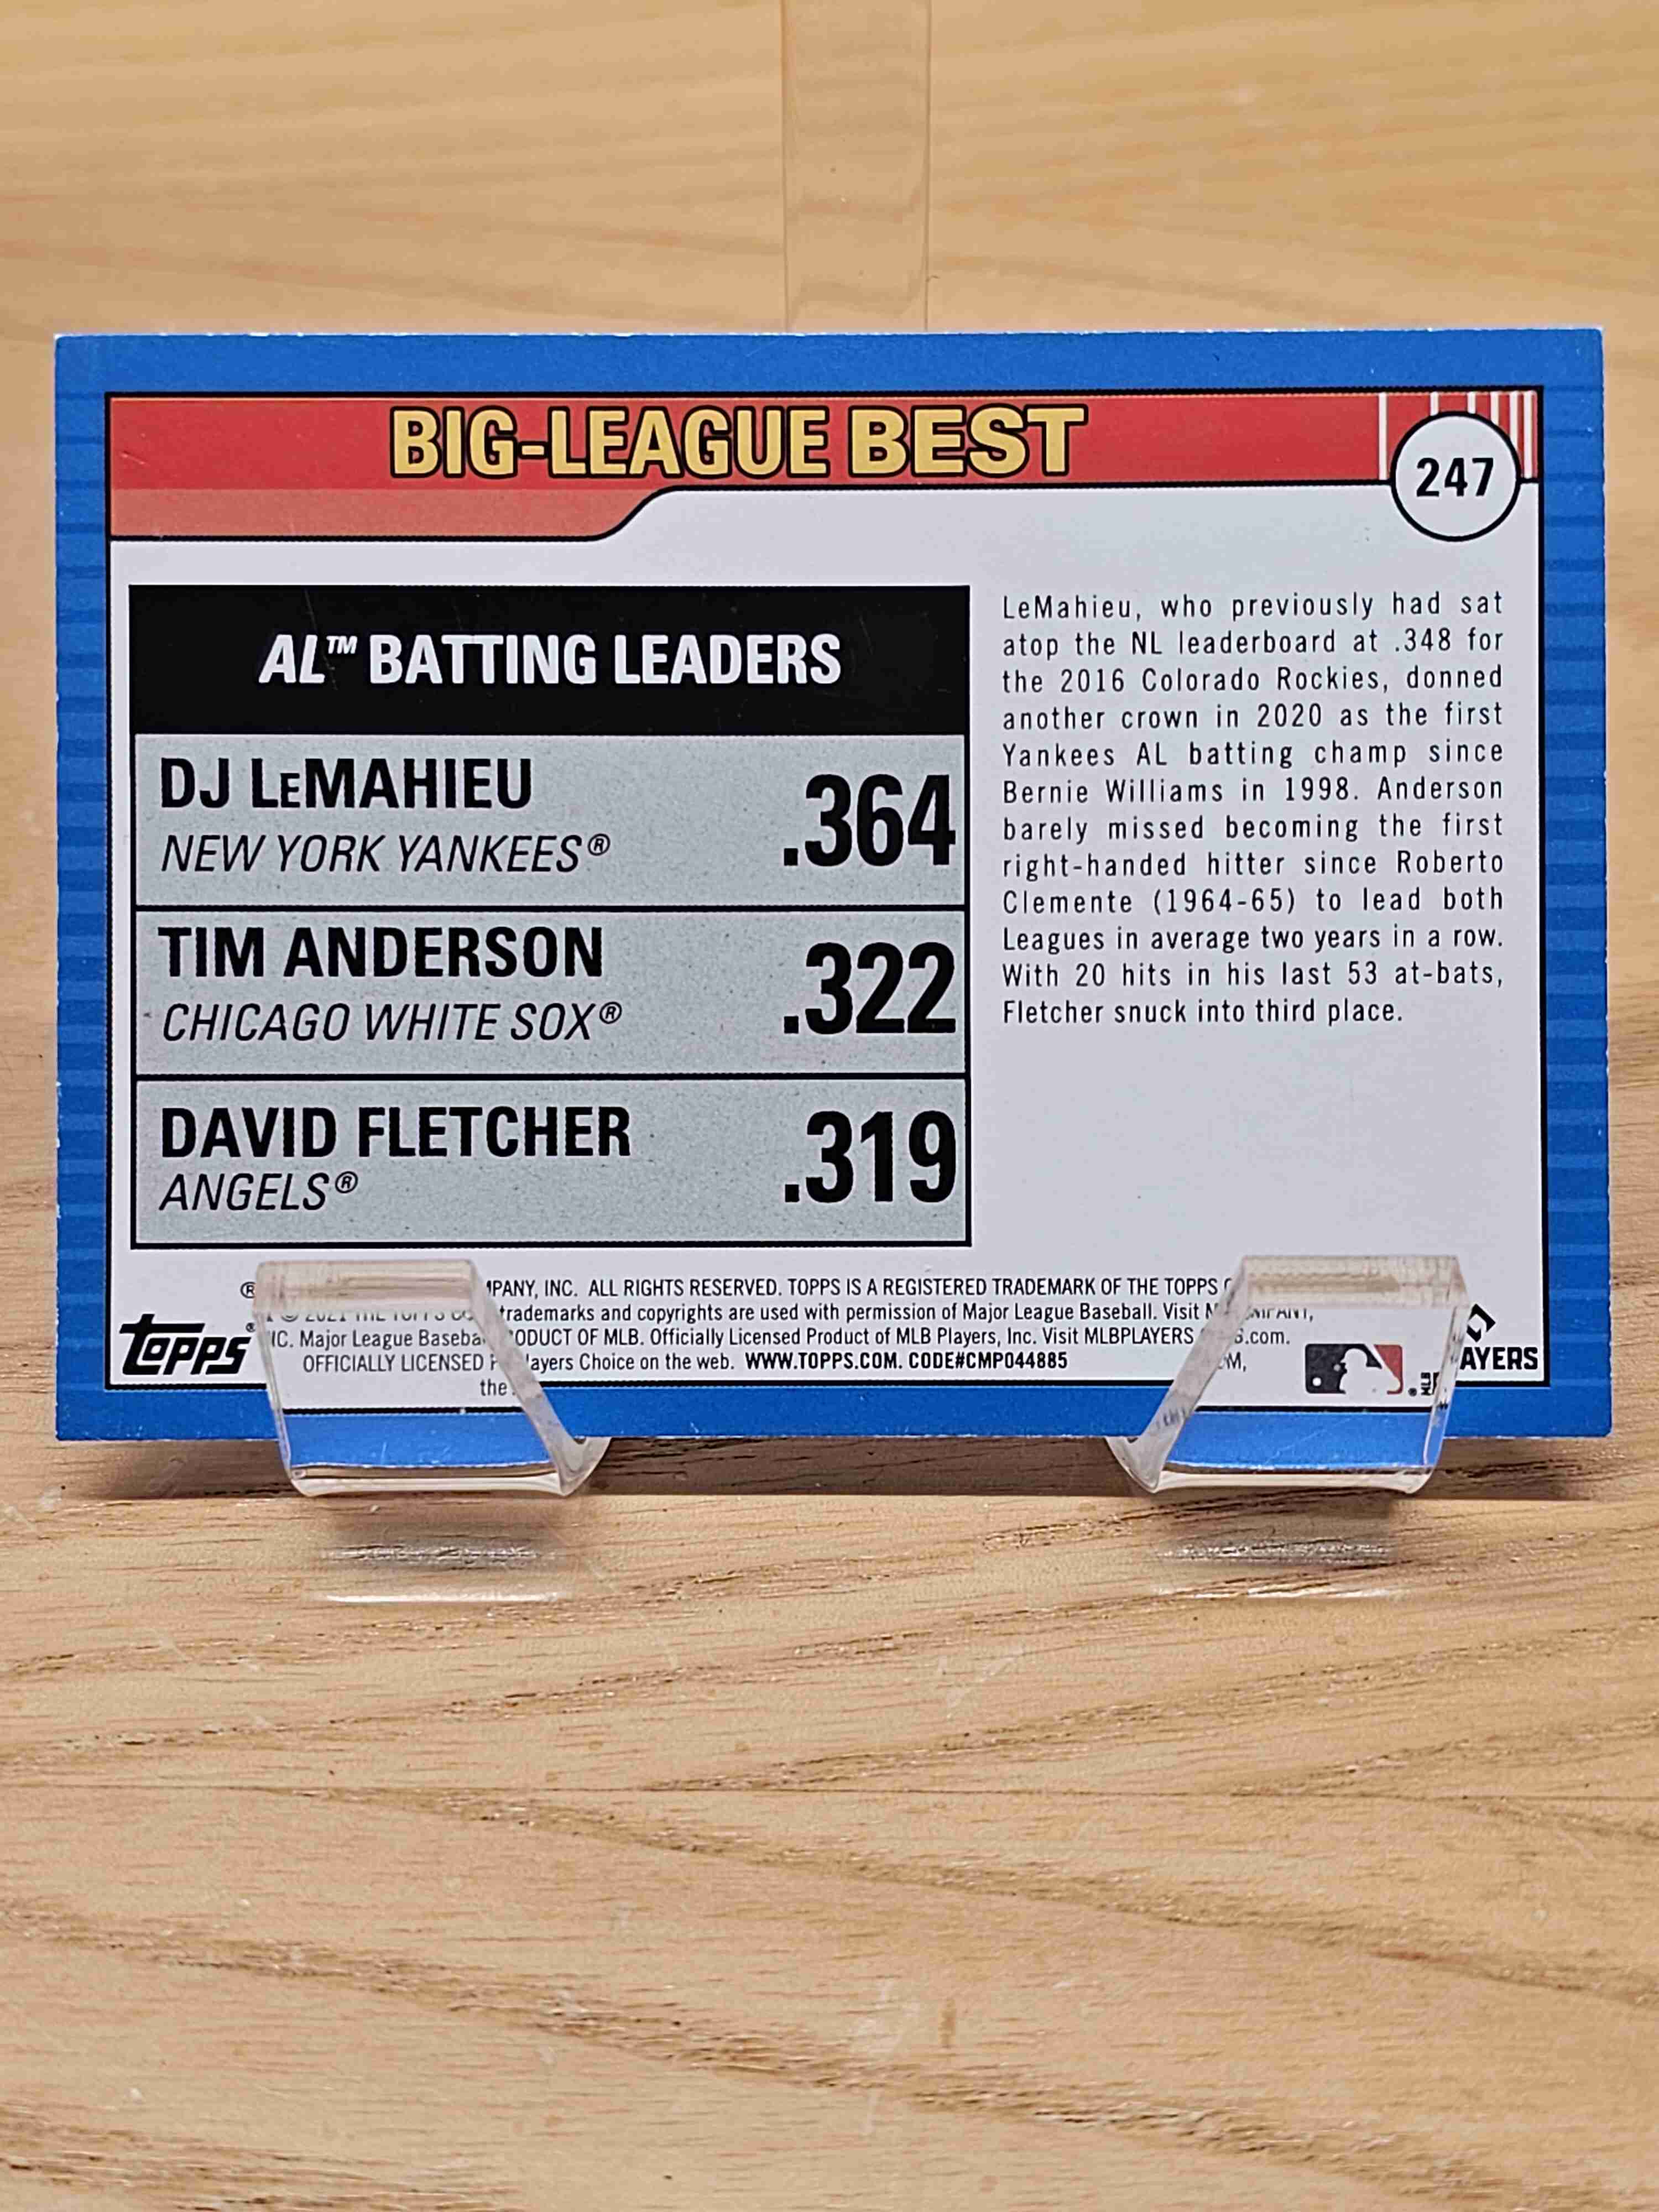 BIG-LEAGUE BEST
247
AL™ BATTING LEADERS
DJ LEMAHIEU
NEW YORK YANKEES®
.364
TIM ANDERSON
CHICAGO WHITE SOX®
.322
DAVID FLETCHER
ANGELS®
.319
LeMahieu, who previously had sat
atop the NL leaderboard at .348 for
the 2016 Colorado Rockies, donned
another crown in 2020 as the first
Yankees AL batting champ since
Bernie Williams in 1998. Anderson
barely missed becoming the first
right-handed hitter since Roberto
Clemente (1964-65) to lead both
Leagues in average two years in a row.
With 20 hits in his last 53 at-bats,
Fletcher snuck into third place.
INC. ALL RIGHTS RESERVED. TOPPS IS A REGISTERED TRADEMARK OF THE TOPPS
trademarks and copyrights are used with permission of Major League Baseball. Visit
Major League OF MLB. Officially Licensed Product of MLB Players, Inc. Visit
OFFICIALLY LICENSED Choice on the web. WWW.TOPPS.COM. CODE#CMP044885
the
TOPPS®